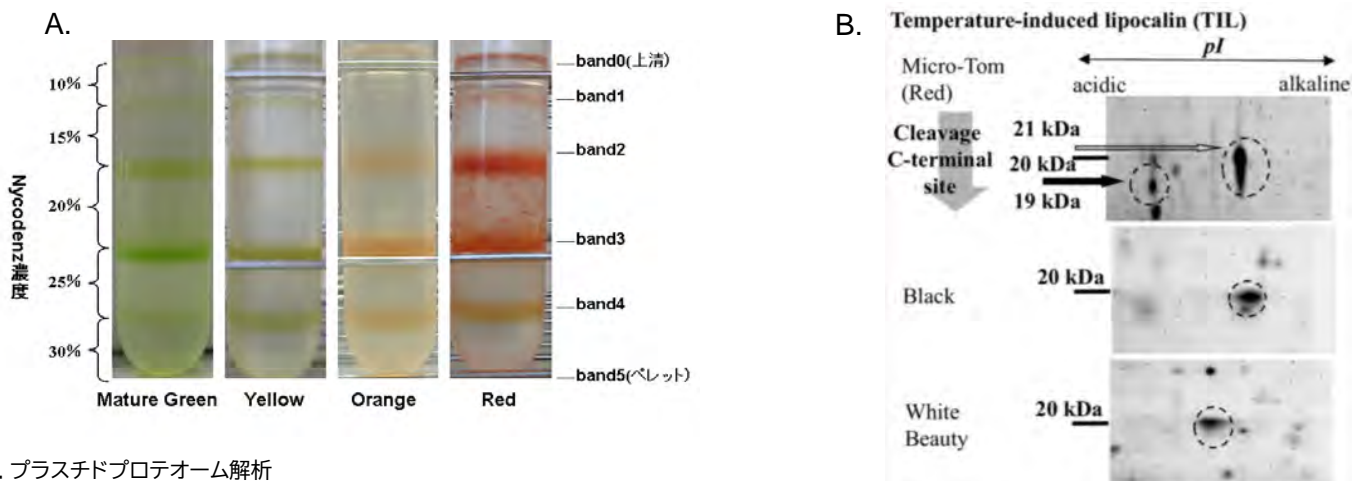 A.
10%
15%
20%
25%
30%
Nycodenz濃度
band0(上清)
band1
band2
band3
band4
band5(ペレット)
Mature Green
Yellow
Orange
Red
. プラスチドプロテオーム解析
B.
Temperature-induced lipocalin (TIL)
pI
acidic
alkaline
Micro-Tom
(Red)
Cleavage
C-terminal
site
21 kDa
20 kDa
19 kDa
Black
20 kDa
White
Beauty
20 kDa